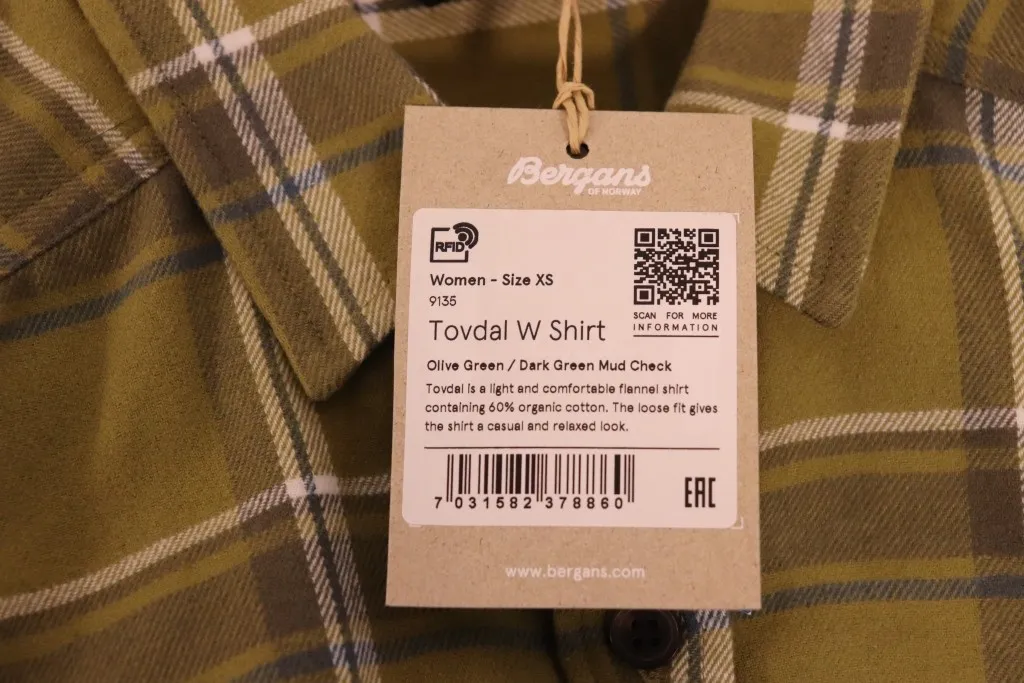 Bergans
OF NORWAY
RFID
Women - Size XS
9135
Tovdal W Shirt
SCAN FOR MORE
INFORMATION
Olive Green / Dark Green Mud Check
Tovdal is a light and comfortable flannel shirt
containing 60% organic cotton. The loose fit gives
the shirt a casual and relaxed look.
7 031582 378860
EAC
www.bergans.com